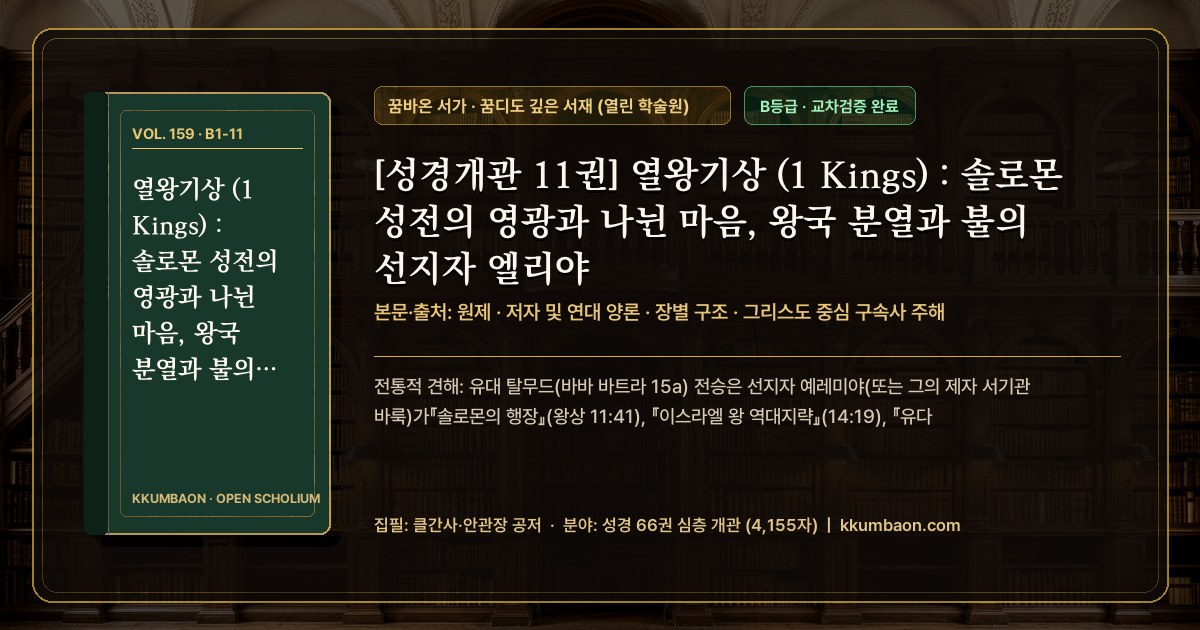 VOL. 159 · B1-11
열왕기상 (1
Kings) :
솔로몬 성전의
영광과 나뉜
마음, 왕국
분열과 불의…
KKUMBAON · OPEN SCHOLIUM
꿈바온 서가 · 꿈디도 깊은 서재 (열린 학술원)
B등급 · 교차검증 완료
[성경개관 11권] 열왕기상 (1 Kings) : 솔로몬
성전의 영광과 나뉜 마음, 왕국 분열과 불의
선지자 엘리야
본문·출처: 원제 · 저자 및 연대 양론 · 장별 구조 · 그리스도 중심 구속사 주해
전통적 견해: 유대 탈무드(바바 바트라 15a) 전승은 선지자 예레미야(또는 그의 제자 서기관
바룩)가『솔로몬의 행장』(왕상 11:41), 『이스라엘 왕 역대지략』(14:19), 『유다
집필: 클간사·안관장 공저 · 분야: 성경 66권 심층 개관 (4,155자) | kkumbaon.com